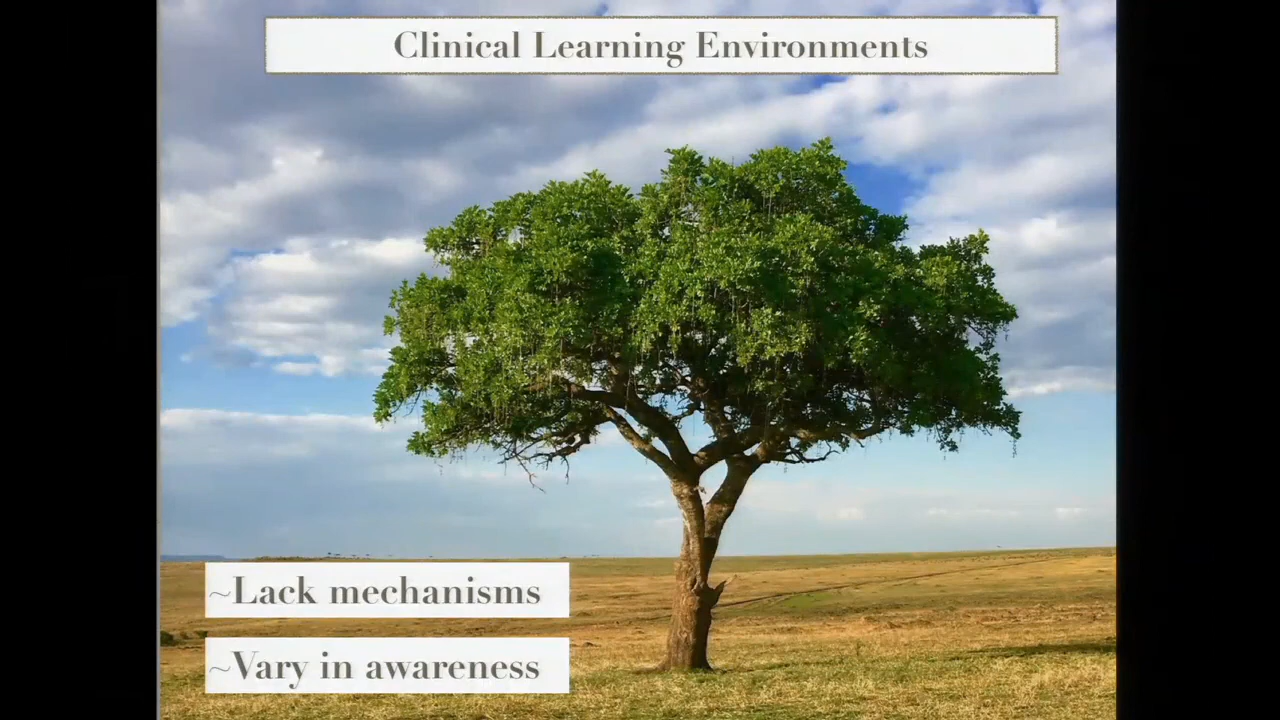 Clinical Learning Environments
~Lack mechanisms
~Vary in awareness